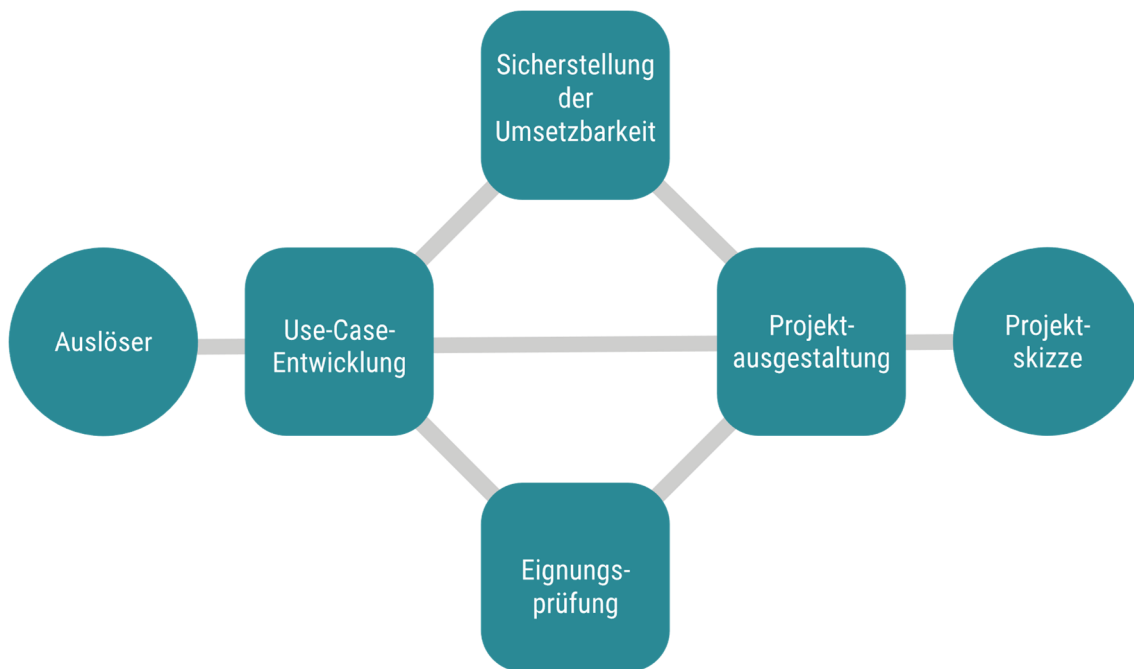 Sicherstellung
der
Umsetzbarkeit
Auslöser
Use-Case-
Entwicklung
Projekt-
ausgestaltung
Projekt-
skizze
Eignungs-
prüfung